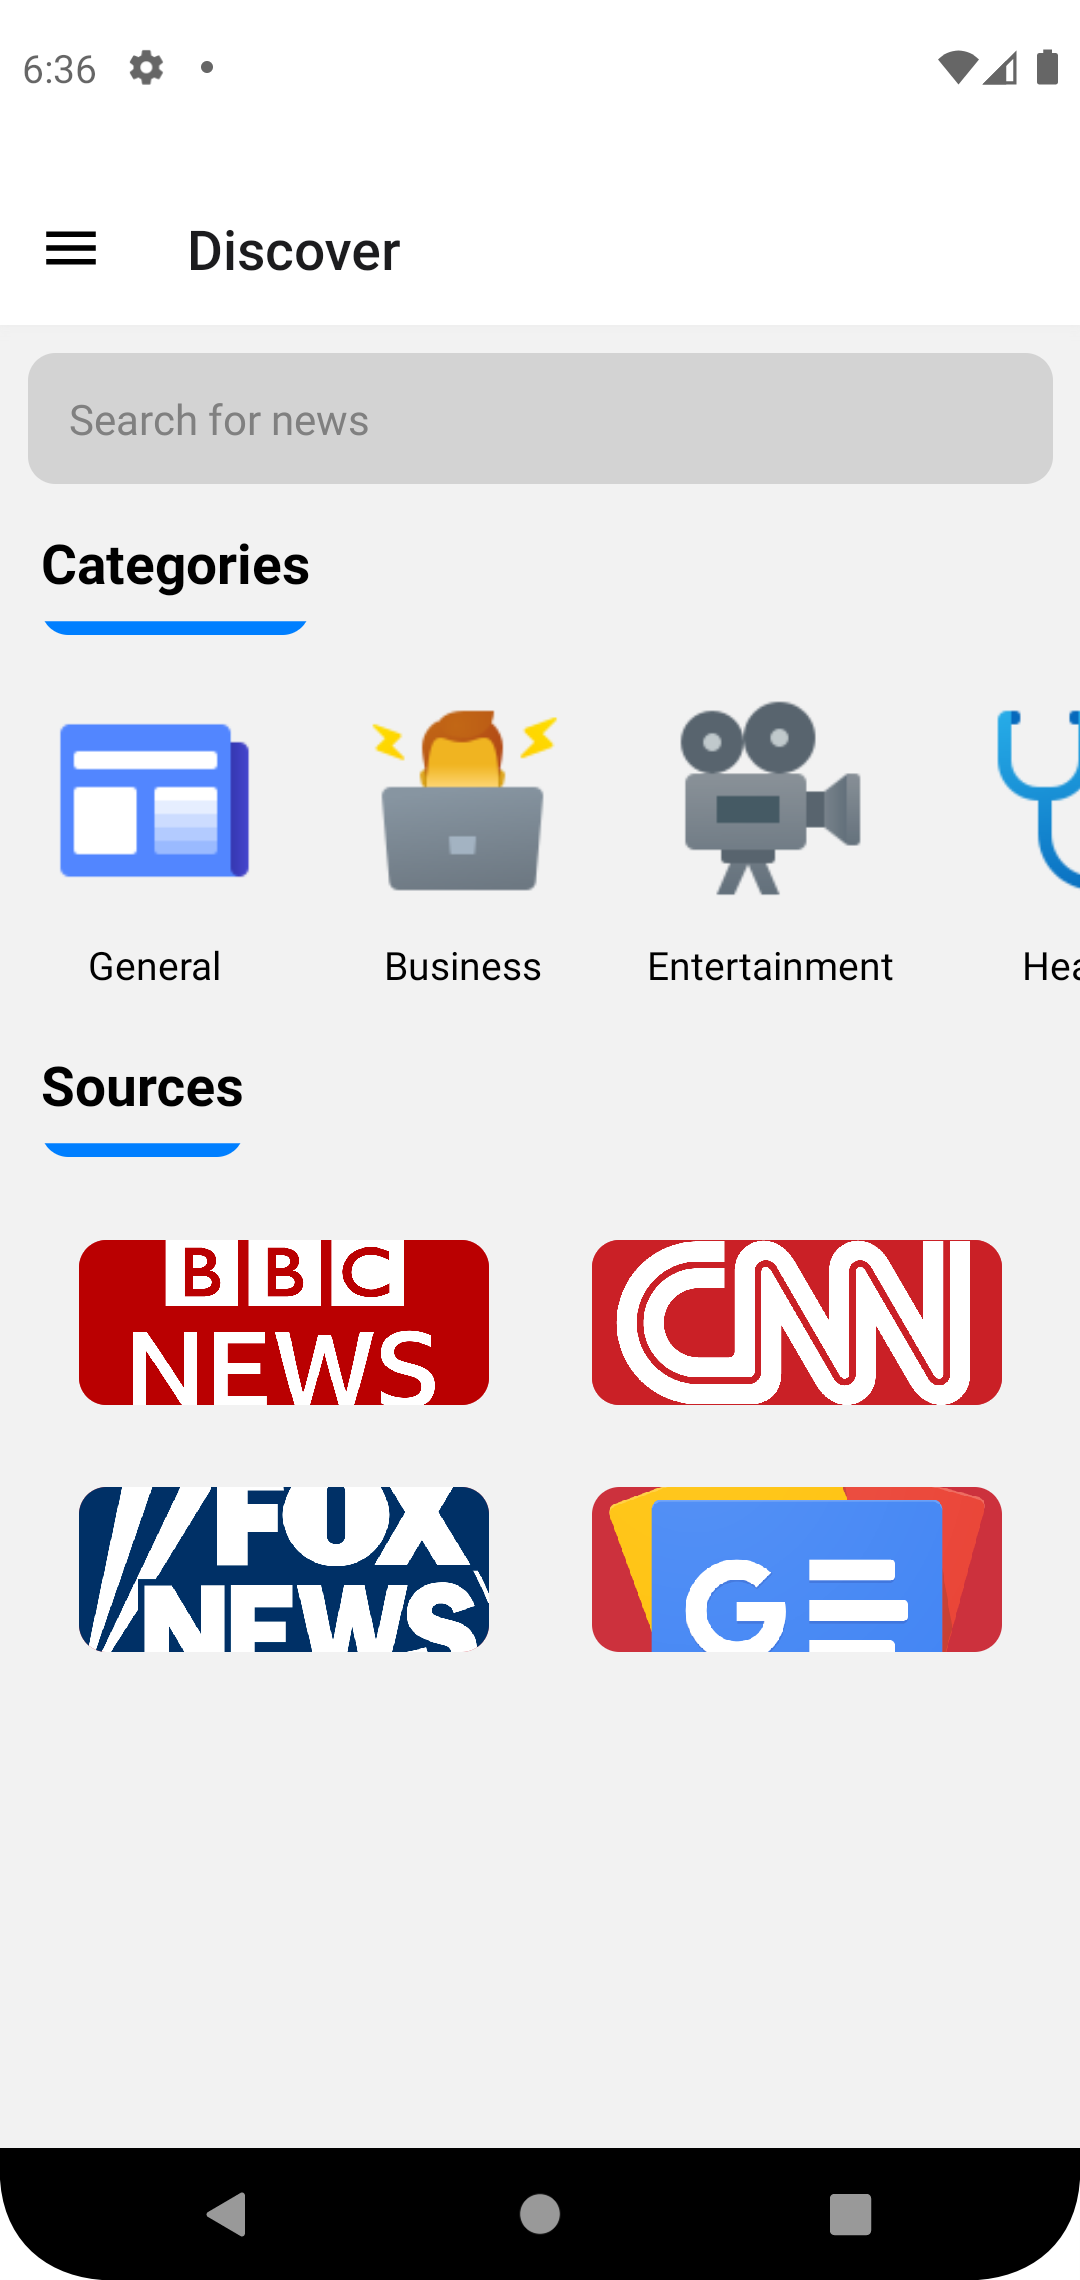 6:36
Discover
Search for news
Categories
General Business Entertainment Hea
Sources
BBC NEWS
CNN
FOX NEWS
G